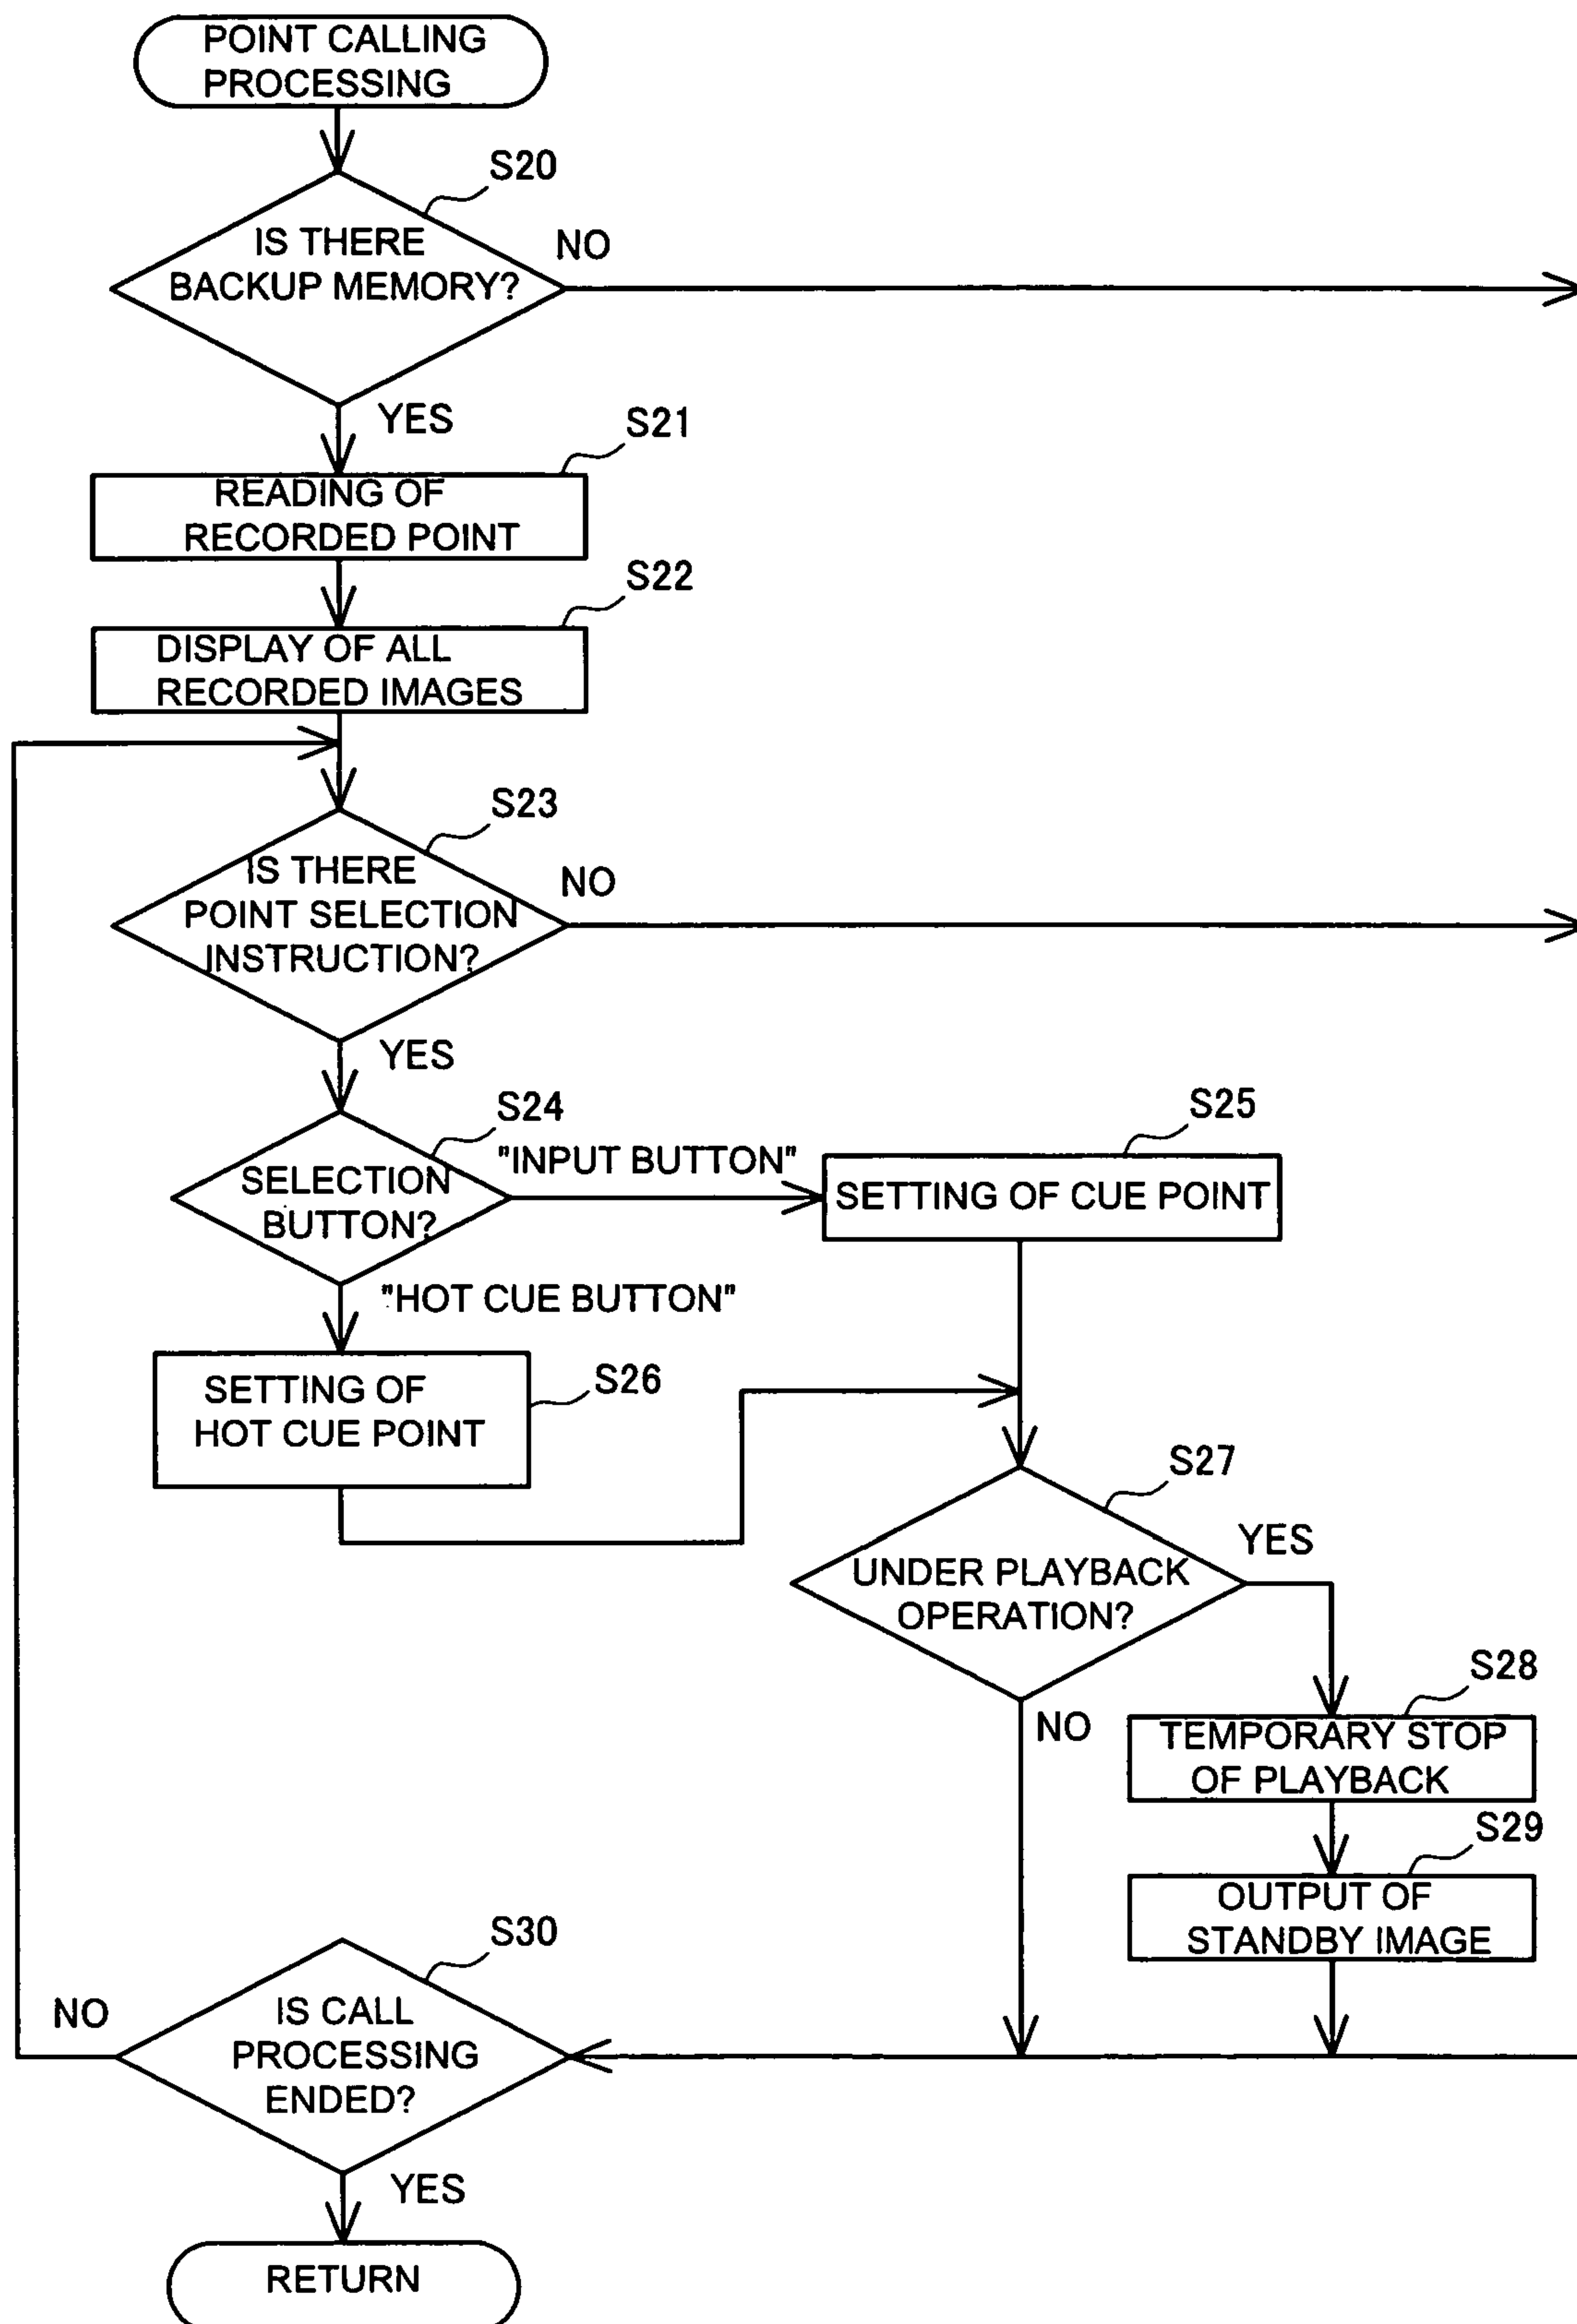 POINT CALLING
PROCESSING
S20
IS THERE
BACKUP MEMORY?
NO
YES
S21
READING OF
RECORDED POINT
S22
DISPLAY OF ALL
RECORDED IMAGES
S23
IS THERE
POINT SELECTION
INSTRUCTION?
NO
YES
S24
SELECTION
BUTTON?
"INPUT BUTTON"
S25
SETTING OF CUE POINT
"HOT CUE BUTTON"
S26
SETTING OF
HOT CUE POINT
S27
UNDER PLAYBACK
OPERATION?
YES
NO
S28
TEMPORARY STOP
OF PLAYBACK
S29
OUTPUT OF
STANDBY IMAGE
S30
IS CALL
PROCESSING
ENDED?
NO
YES
RETURN